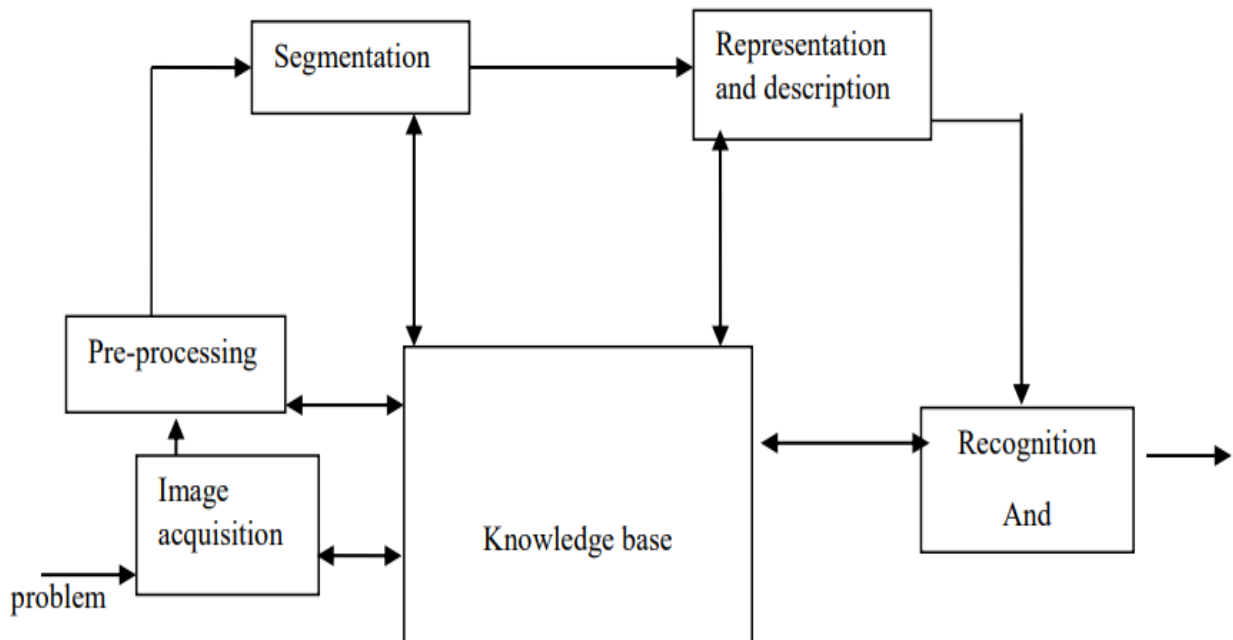 Segmentation
Representation
and description
Pre-processing
Image
acquisition
problem
Knowledge base
Recognition
And